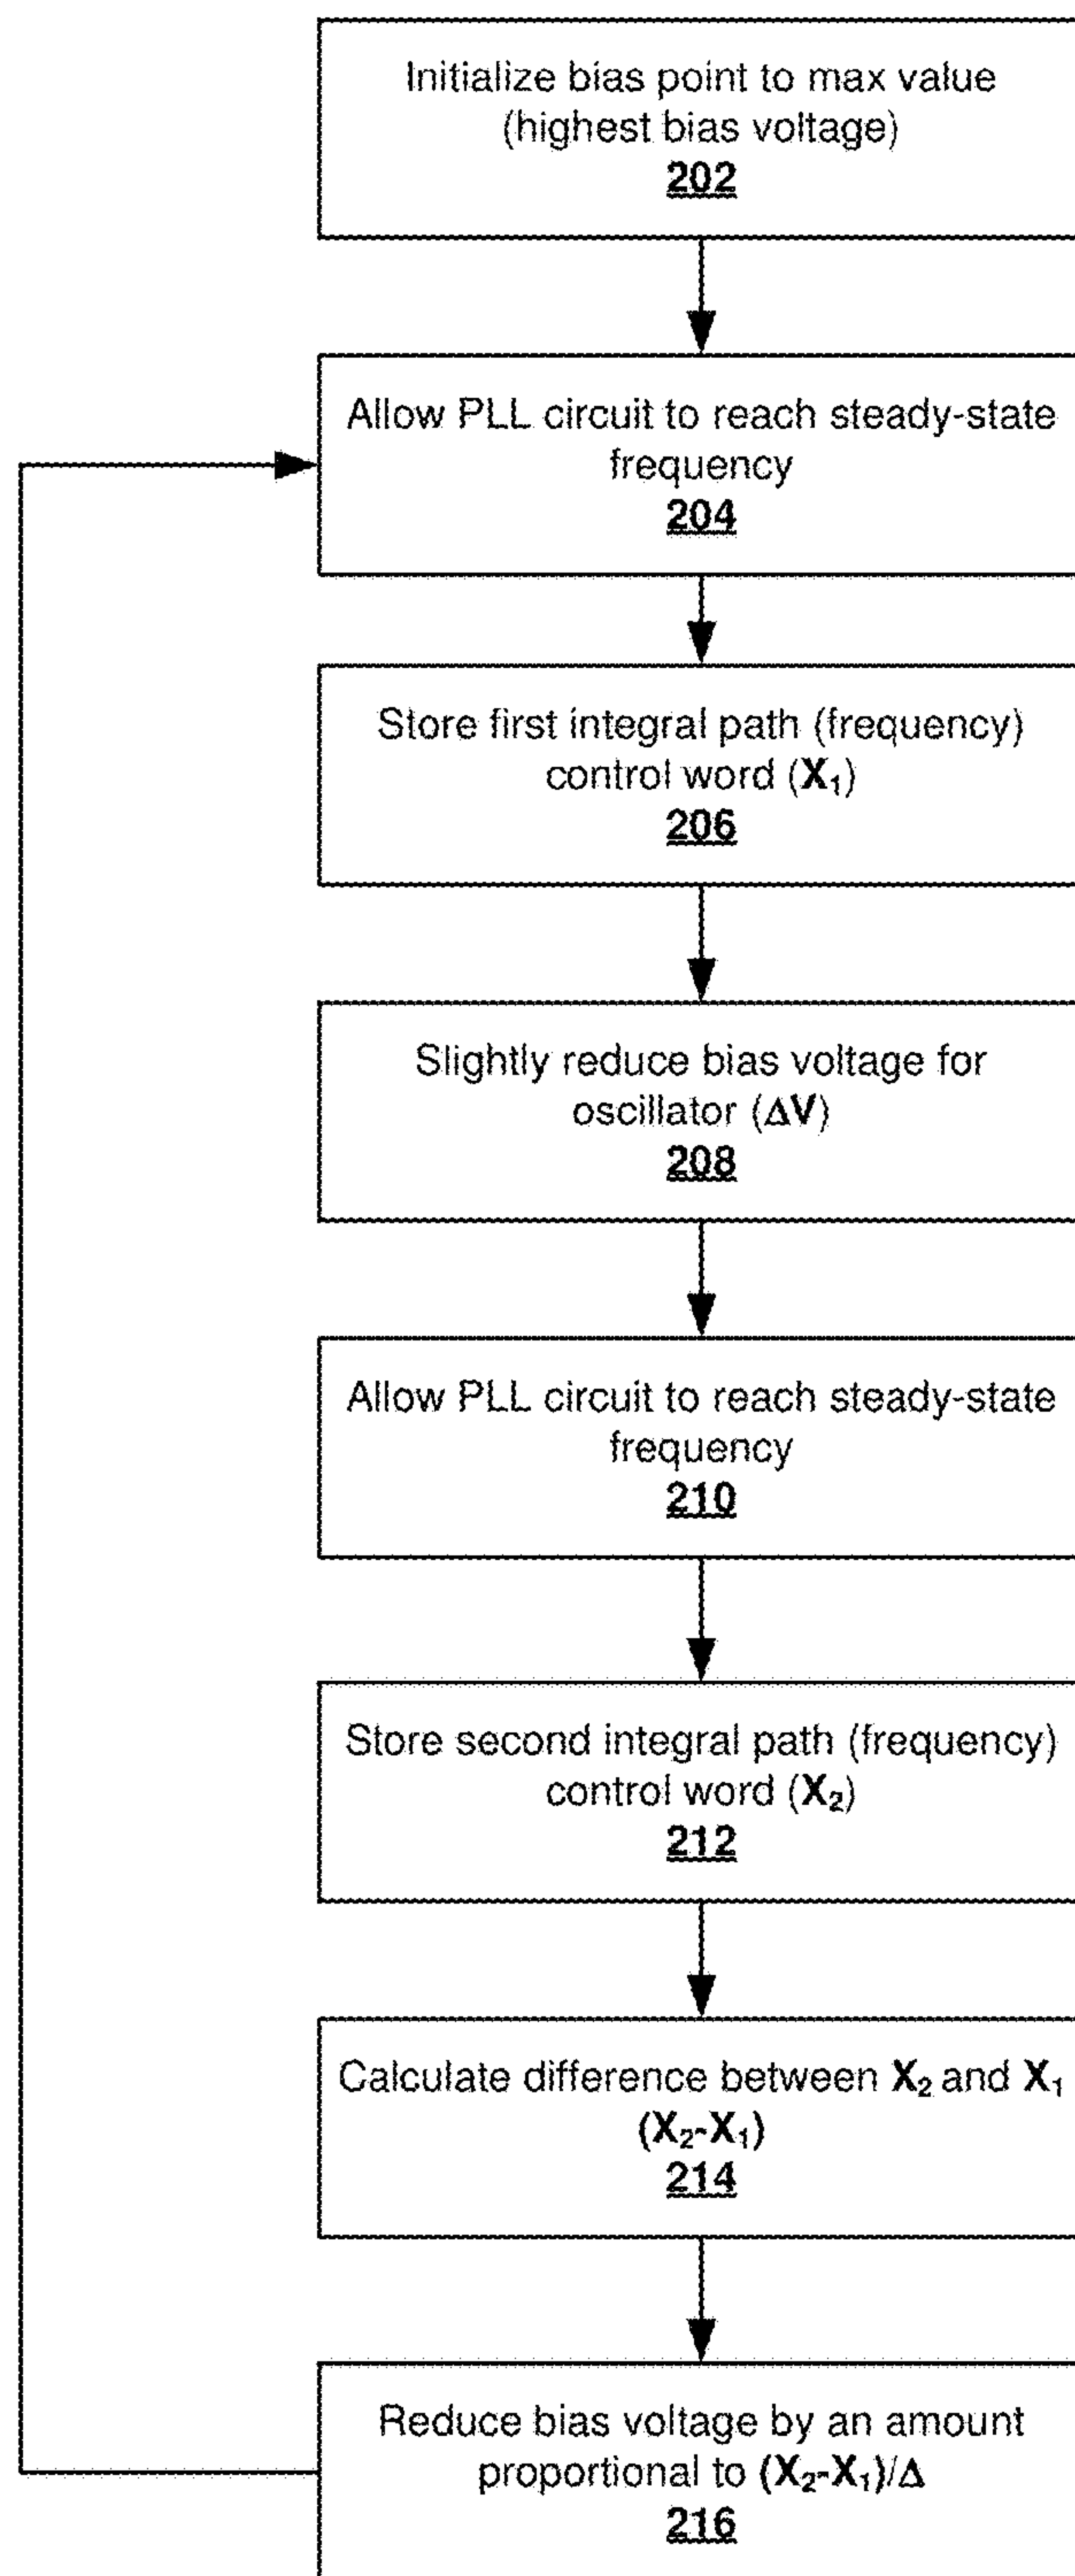 Initialize bias point to max value
(highest bias voltage)
202
Allow PLL circuit to reach steady-state
frequency
204
Store first integral path (frequency)
control word (X₁)
206
Slightly reduce bias voltage for
oscillator (ΔV)
208
Allow PLL circuit to reach steady-state
frequency
210
Store second integral path (frequency)
control word (X₂)
212
Calculate difference between X₂ and X₁
(X₂-X₁)
214
Reduce bias voltage by an amount
proportional to (X₂-X₁)/Δ
216